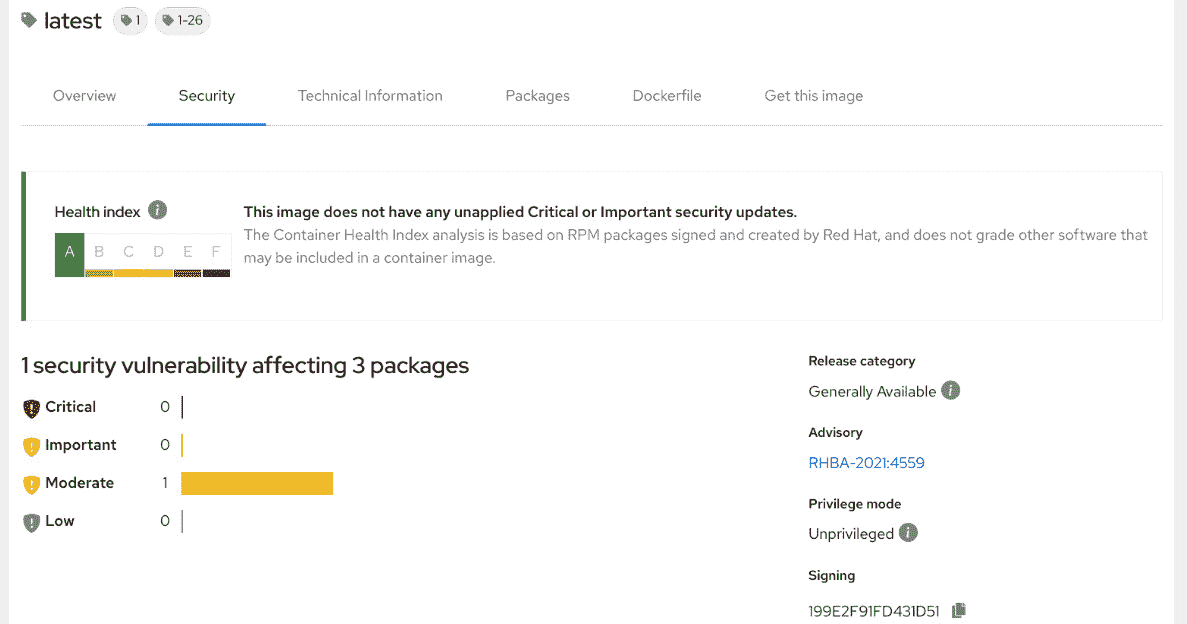 latest 1 1-26
Overview Security Technical Information Packages Dockerfile Get this image
Health index
A B C D E F
This image does not have any unapplied Critical or Important security updates.
The Container Health Index analysis is based on RPM packages signed and created by Red Hat, and does not grade other software that
may be included in a container image.
1 security vulnerability affecting 3 packages
Critical 0
Important 0
Moderate 1
Low 0
Release category
Generally Available
Advisory
RHBA-2021:4559
Privilege mode
Unprivileged
Signing
199E2F91FD431D51